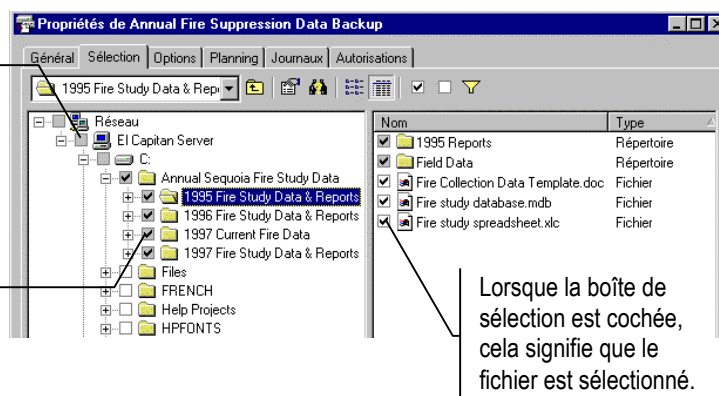 Propriétés de Annual Fire Suppression Data Backup
Général Sélection Options Planning Journaux Autorisations
1995 Fire Study Data & Rep
Réseau
El Capitan Server
C:
Annual Sequoia Fire Study Data
1995 Fire Study Data & Reports
1996 Fire Study Data & Reports
1997 Current Fire Data
1997 Fire Study Data & Reports
Files
FRENCH
Help Projects
HPFONTS
Nom Type
1995 Reports Répertoire
Field Data Répertoire
Fire Collection Data Template.doc Fichier
Fire study database.mdb Fichier
Fire study spreadsheet.xlc Fichier
Lorsque la boîte de
sélection est cochée,
cela signifie que le
fichier est sélectionné.